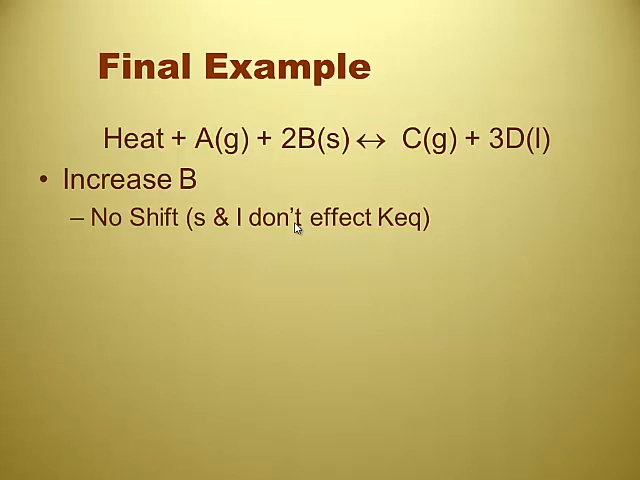 Final Example
Heat + A(g) + 2B(s) ↔ C(g) + 3D(l)
• Increase B
– No Shift (s & l don't effect Keq)